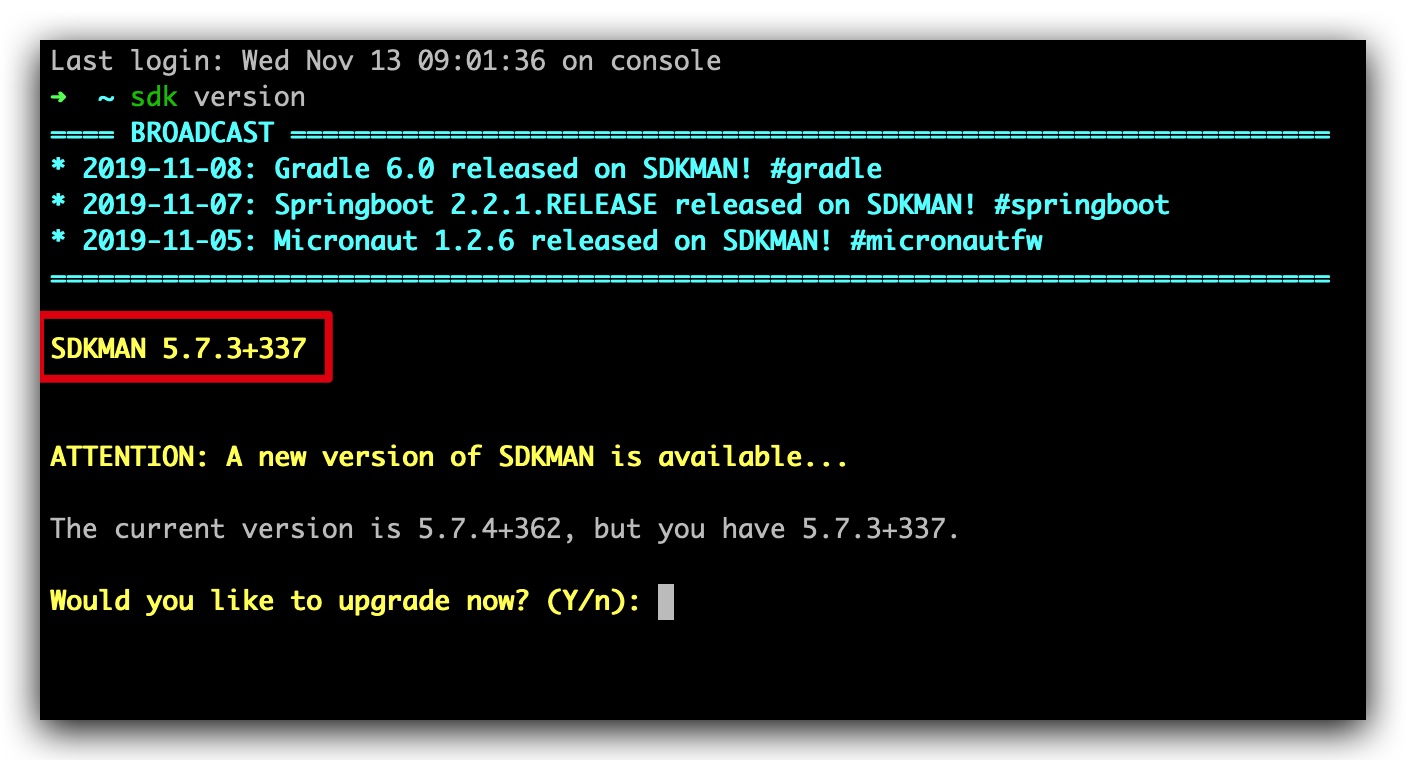 Last login: Wed Nov 13 09:01:36 on console
➜  ~ sdk version
==== BROADCAST =================================================================
* 2019-11-08: Gradle 6.0 released on SDKMAN! #gradle
* 2019-11-07: Springboot 2.2.1.RELEASE released on SDKMAN! #springboot
* 2019-11-05: Micronaut 1.2.6 released on SDKMAN! #micronautfw
================================================================================
SDKMAN 5.7.3+337
ATTENTION: A new version of SDKMAN is available...
The current version is 5.7.4+362, but you have 5.7.3+337.
Would you like to upgrade now? (Y/n):